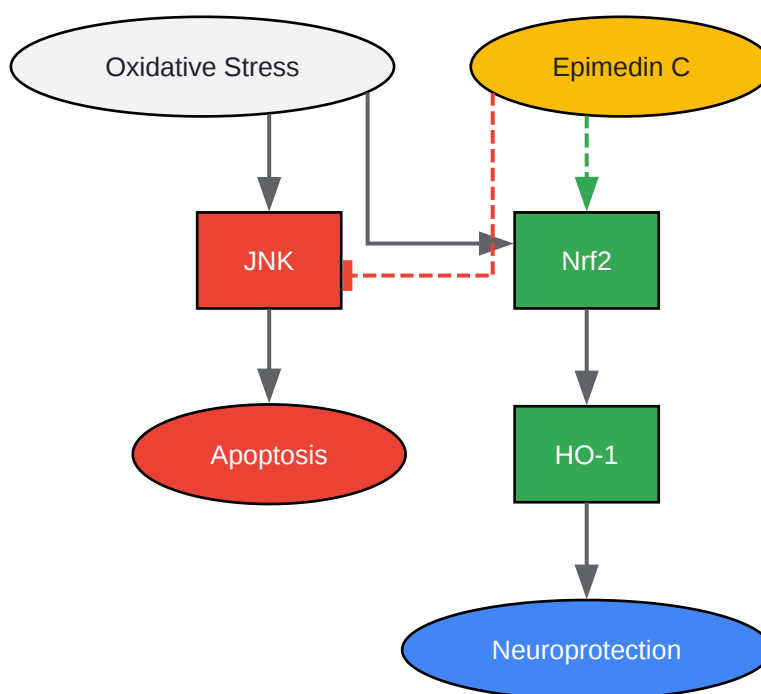 Oxidative Stress
Epimedin C
JNK
Nrf2
Apoptosis
HO-1
Neuroprotection